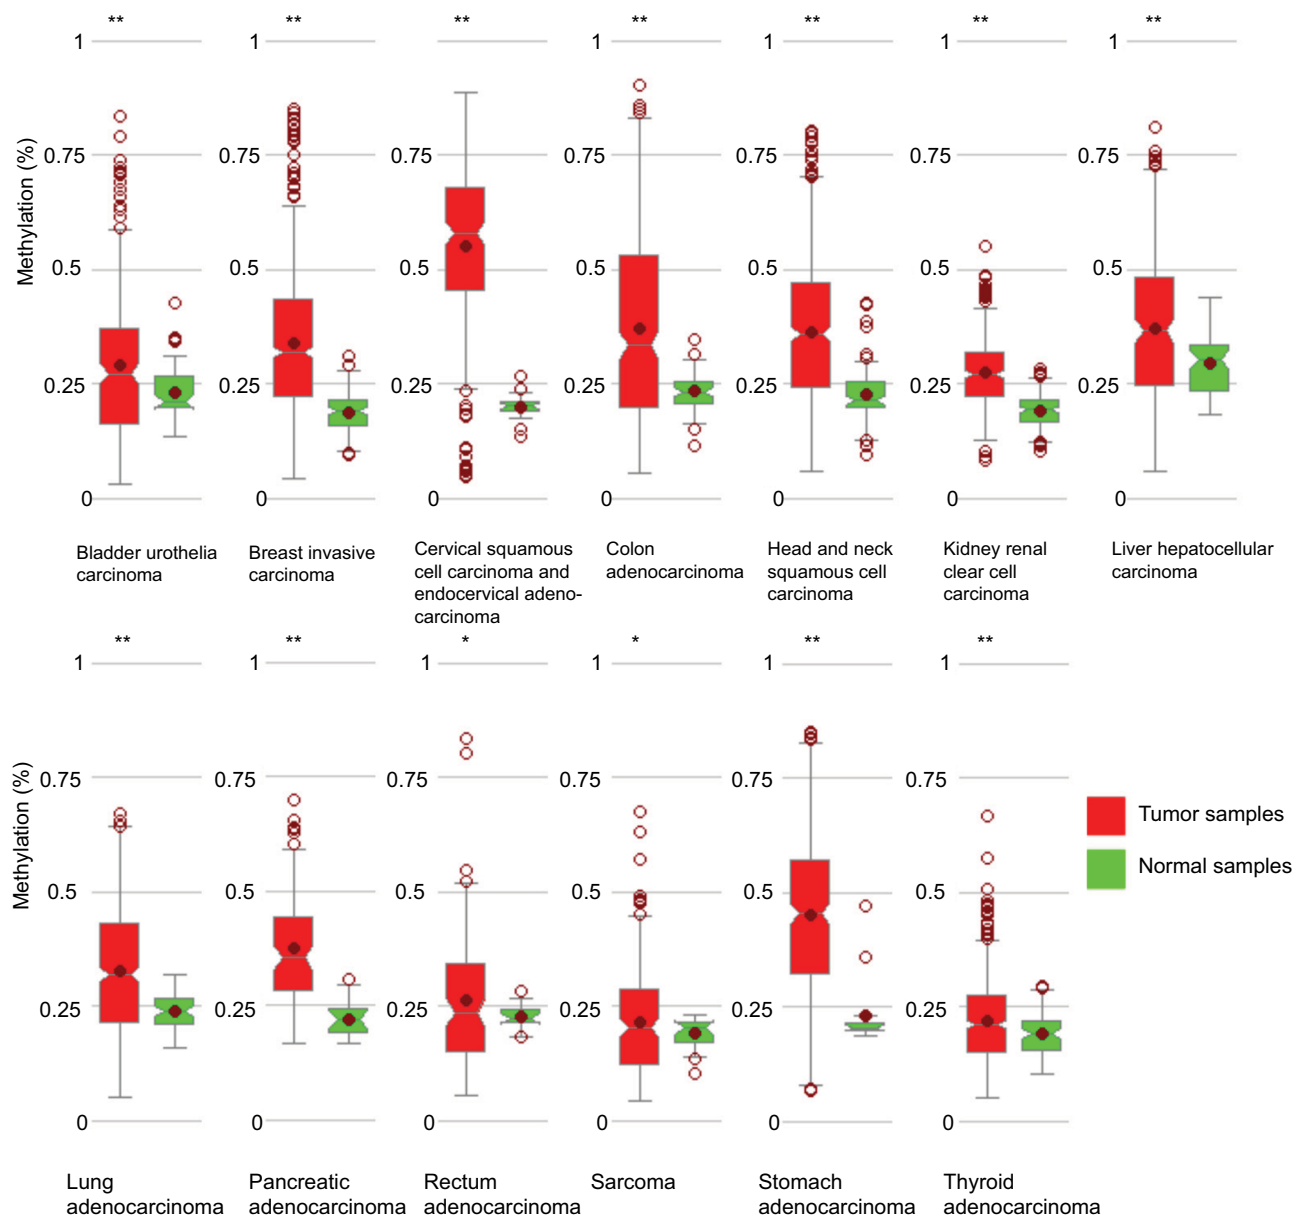 ** ** ** ** ** ** **
1 1 1 1 1 1
Methylation (%)
0.75 0.75 0.75 0.75 0.75 0.75 0.75
0.5 0.5 0.5 0.5 0.5 0.5 0.5
0.25 0.25 0.25 0.25 0.25 0.25 0.25
0 0 0 0 0 0 0
Bladder urothelia
carcinoma
Breast invasive
carcinoma
Cervical squamous
cell carcinoma and
endocervical adeno-
carcinoma
Colon
adenocarcinoma
Head and neck
squamous cell
carcinoma
Kidney renal
clear cell
carcinoma
Liver hepatocellular
carcinoma
** ** * * ** **
1 1 1 1 1 1
Methylation (%)
0.75 0.75 0.75 0.75 0.75 0.75
0.5 0.5 0.5 0.5 0.5 0.5
0.25 0.25 0.25 0.25 0.25 0.25
0 0 0 0 0 0
Tumor samples
Normal samples
Lung
adenocarcinoma
Pancreatic
adenocarcinoma
Rectum
adenocarcinoma
Sarcoma
Stomach
adenocarcinoma
Thyroid
adenocarcinoma